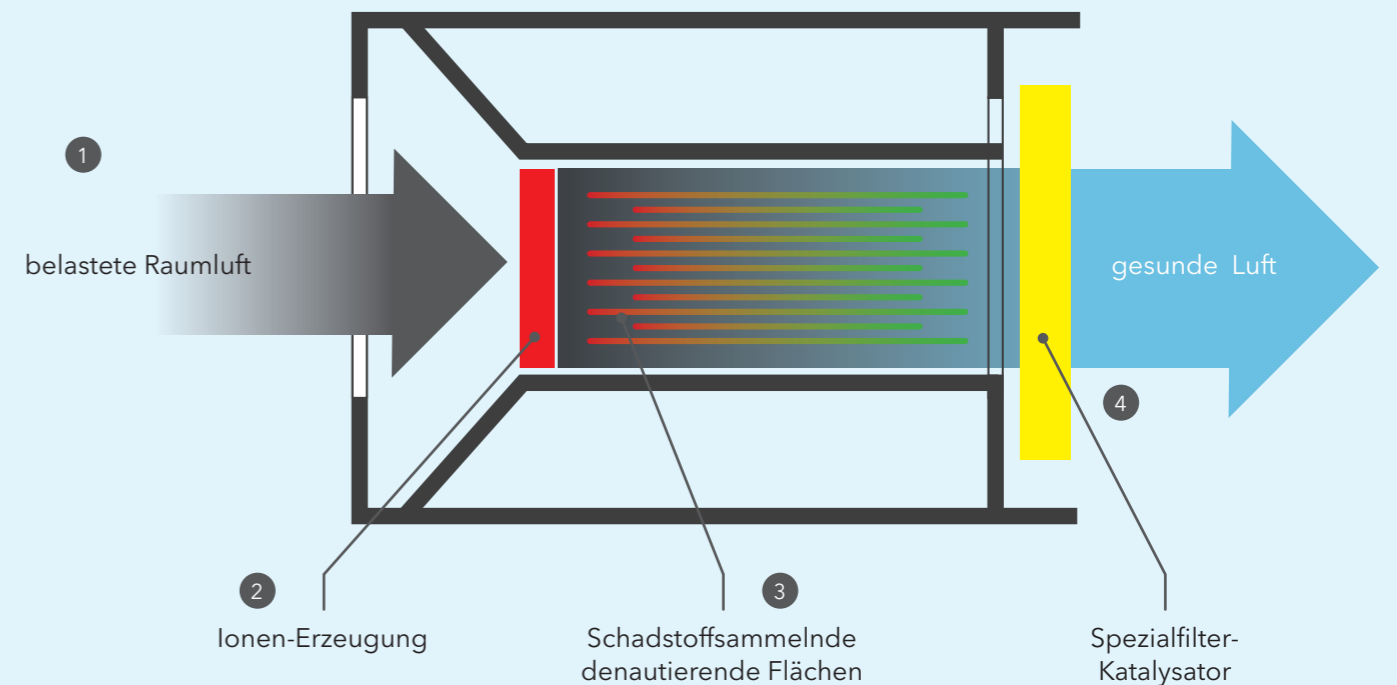 1
belastete Raumluft
gesunde Luft
4
2
Ionen-Erzeugung
3
Schadstoffsammelnde
denautierende Flächen
Spezialfilter-
Katalysator